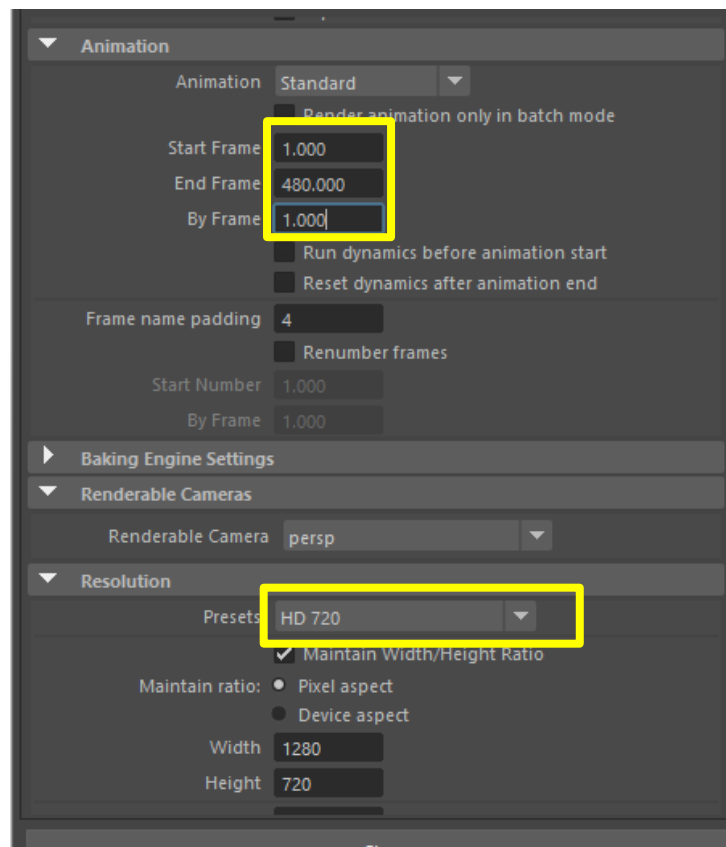 Animation
Animation Standard
Render animation only in batch mode
Start Frame 1.000
End Frame 480.000
By Frame 1.000
Run dynamics before animation start
Reset dynamics after animation end
Frame name padding 4
Renumber frames
Start Number 1.000
By Frame 1.000
Baking Engine Settings
Renderable Cameras
Renderable Camera persp
Resolution
Presets HD 720
Maintain Width/Height Ratio
Maintain ratio: Pixel aspect
Device aspect
Width 1280
Height 720